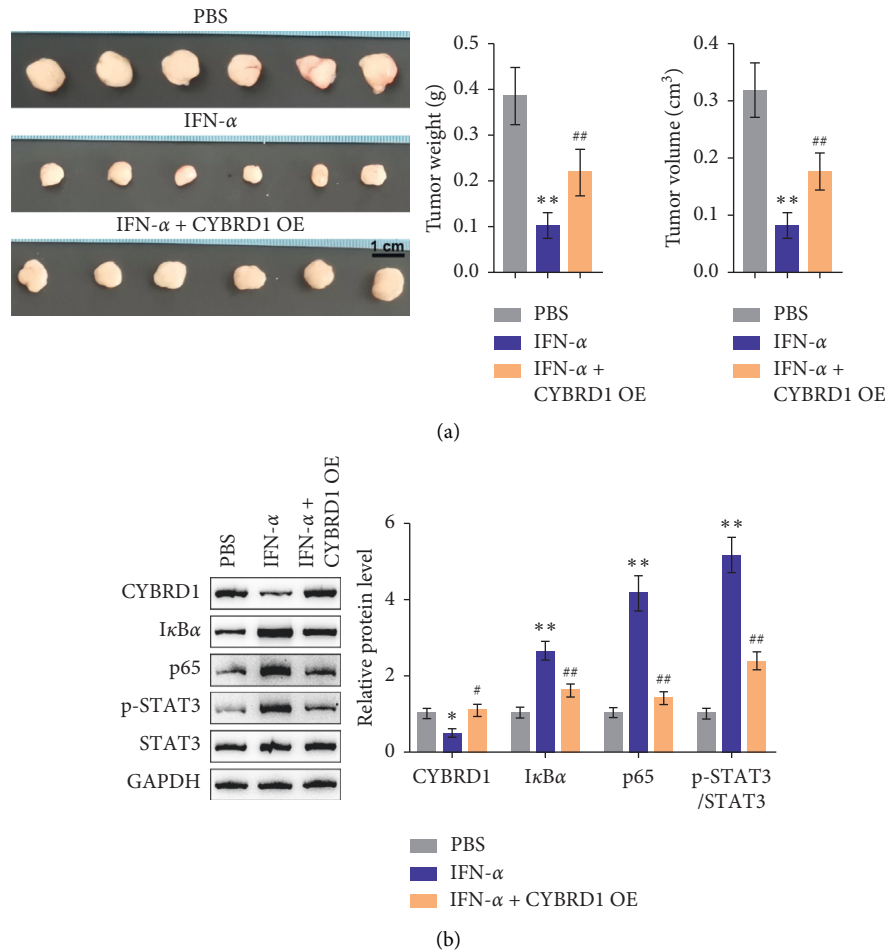 PBS
IFN-α
IFN-α + CYBRD1 OE
1 cm
Tumor weight (g)
0.5
0.4
0.3
0.2
0.1
0.0
**
##
PBS
IFN-α
IFN-α +
CYBRD1 OE
Tumor volume (cm³)
0.4
0.3
0.2
0.1
0.0
**
##
PBS
IFN-α
IFN-α +
CYBRD1 OE
(a)
PBS
IFN-α
IFN-α +
CYBRD1 OE
CYBRD1
IκBα
p65
p-STAT3
STAT3
GAPDH
Relative protein level
6
4
2
0
*
#
**
##
**
##
**
##
CYBRD1
IκBα
p65
p-STAT3
/STAT3
PBS
IFN-α
IFN-α + CYBRD1 OE
(b)